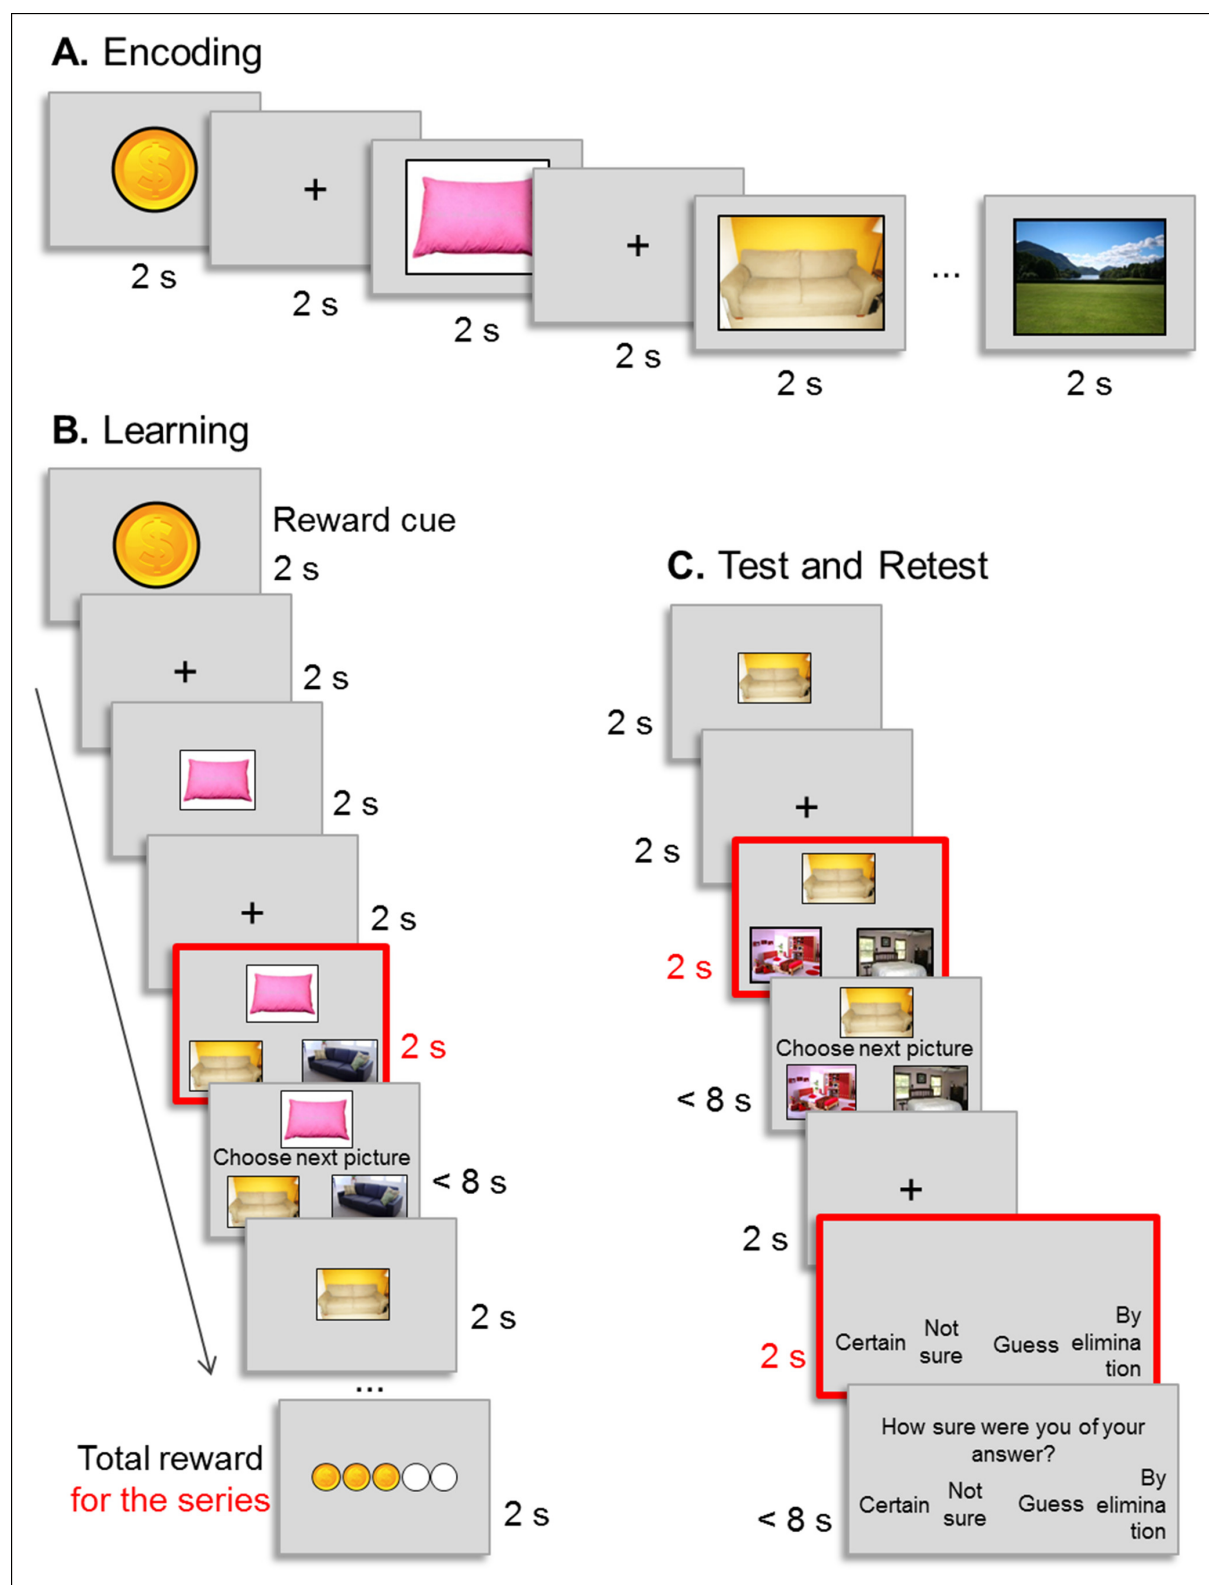 A. Encoding
$
+
+
...
2 s
2 s
2 s
2 s
2 s
2 s
B. Learning
$
Reward cue
2 s
+
2 s
2 s
+
2 s
2 s
Choose next picture
< 8 s
2 s
...
Total reward
for the series
2 s
C. Test and Retest
2 s
+
2 s
2 s
Choose next picture
< 8 s
+
2 s
Certain
Not
sure
Guess
By
elimina
tion
2 s
How sure were you of your
answer?
Certain
Not
sure
Guess
By
elimina
tion
< 8 s